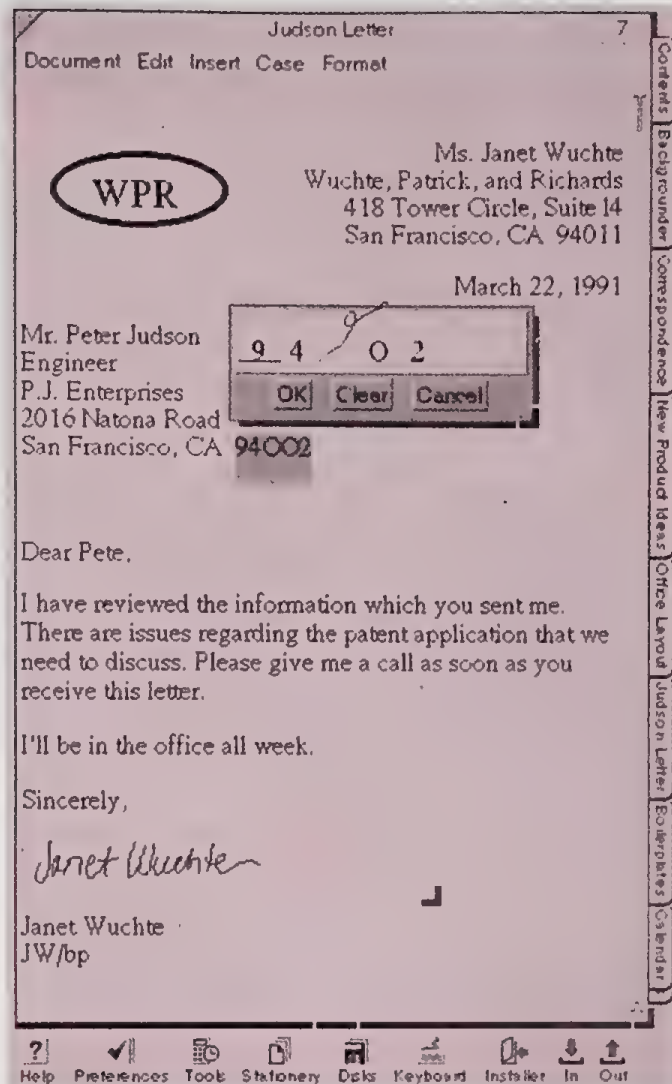 Judson Letter 7
Document Edit Insert Case Format
WPR
Ms. Janet Wuchte
Wuchte, Patrick, and Richards
418 Tower Circle, Suite 14
San Francisco, CA 94011
March 22, 1991
Mr. Peter Judson
Engineer
P.J. Enterprises
2016 Natona Road
San Francisco, CA 94OO2
9 4 O 2
OK Clear Cancel
Dear Pete,
I have reviewed the information which you sent me.
There are issues regarding the patent application that we
need to discuss. Please give me a call as soon as you
receive this letter.
I'll be in the office all week.
Sincerely,
Janet Wuchte
Janet Wuchte
JW/bp
Contents
Backgrounder
Correspondence
New Product Ideas
Office Layout
Judson Letter
Boilerplates
Calendar
Help Preferences Tools Stationery Disks Keyboard Installer In Out